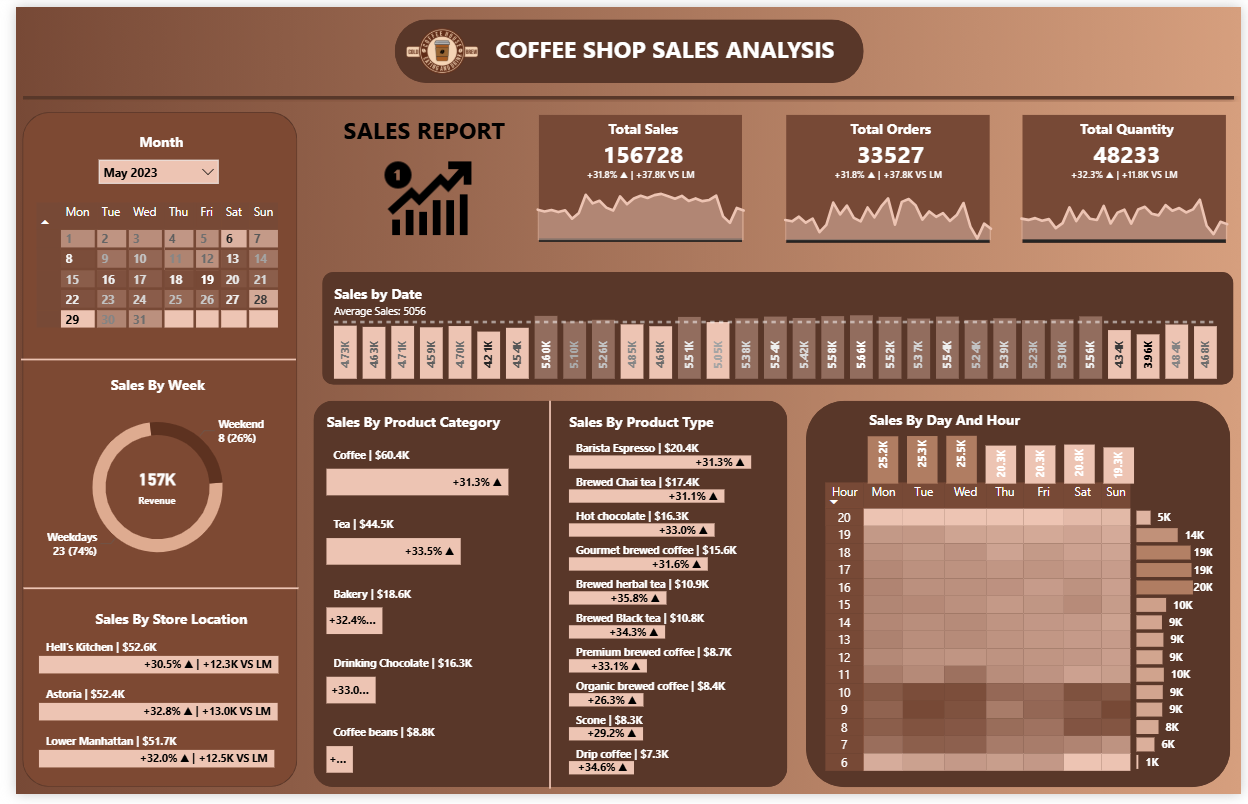 COFFEE SHOP SALES ANALYSIS
Month
May 2023
Mon Tue Wed Thu Fri Sat Sun
1 2 3 4 5 6 7
8 9 10 11 12 13 14
15 16 17 18 19 20 21
22 23 24 25 26 27 28
29 30 31
Sales By Week
Weekend
8 (26%)
157K
Revenue
Weekdays
23 (74%)
Sales By Store Location
Hell's Kitchen | $52.6K
+30.5% ▲ | +12.3K VS LM
Astoria | $52.4K
+32.8% ▲ | +13.0K VS LM
Lower Manhattan | $51.7K
+32.0% ▲ | +12.5K VS LM
SALES REPORT
1
Total Sales
156728
+31.8% ▲ | +37.8K VS LM
Total Orders
33527
+31.8% ▲ | +37.8K VS LM
Total Quantity
48233
+32.3% ▲ | +11.8K VS LM
Sales by Date
Average Sales: 5056
4.73K 4.63K 4.71K 4.59K 4.70K 4.21K 4.54K 5.60K 5.10K 5.26K 4.85K 4.68K 5.51K 5.05K 5.38K 5.54K 5.42K 5.58K 5.66K 5.52K 5.37K 5.54K 5.24K 5.39K 5.23K 5.30K 5.56K 4.34K 3.96K 4.84K 4.68K
Sales By Product Category
Coffee | $60.4K
+31.3% ▲
Tea | $44.5K
+33.5% ▲
Bakery | $18.6K
+32.4%...
Drinking Chocolate | $16.3K
+33.0...
Coffee beans | $8.8K
+...
Sales By Product Type
Barista Espresso | $20.4K
+31.3% ▲
Brewed Chai tea | $17.4K
+31.1% ▲
Hot chocolate | $16.3K
+33.0% ▲
Gourmet brewed coffee | $15.6K
+31.6% ▲
Brewed herbal tea | $10.9K
+35.8% ▲
Brewed Black tea | $10.8K
+34.3% ▲
Premium brewed coffee | $8.7K
+33.1% ▲
Organic brewed coffee | $8.4K
+26.3% ▲
Scone | $8.3K
+29.2% ▲
Drip coffee | $7.3K
+34.6% ▲
Sales By Day And Hour
25.2K 25.3K 25.5K 20.3K 20.3K 20.8K 19.3K
Hour Mon Tue Wed Thu Fri Sat Sun
20 5K
19 14K
18 19K
17 19K
16 20K
15 10K
14 9K
13 9K
12 9K
11 10K
10 9K
9 9K
8 8K
7 6K
6 1K